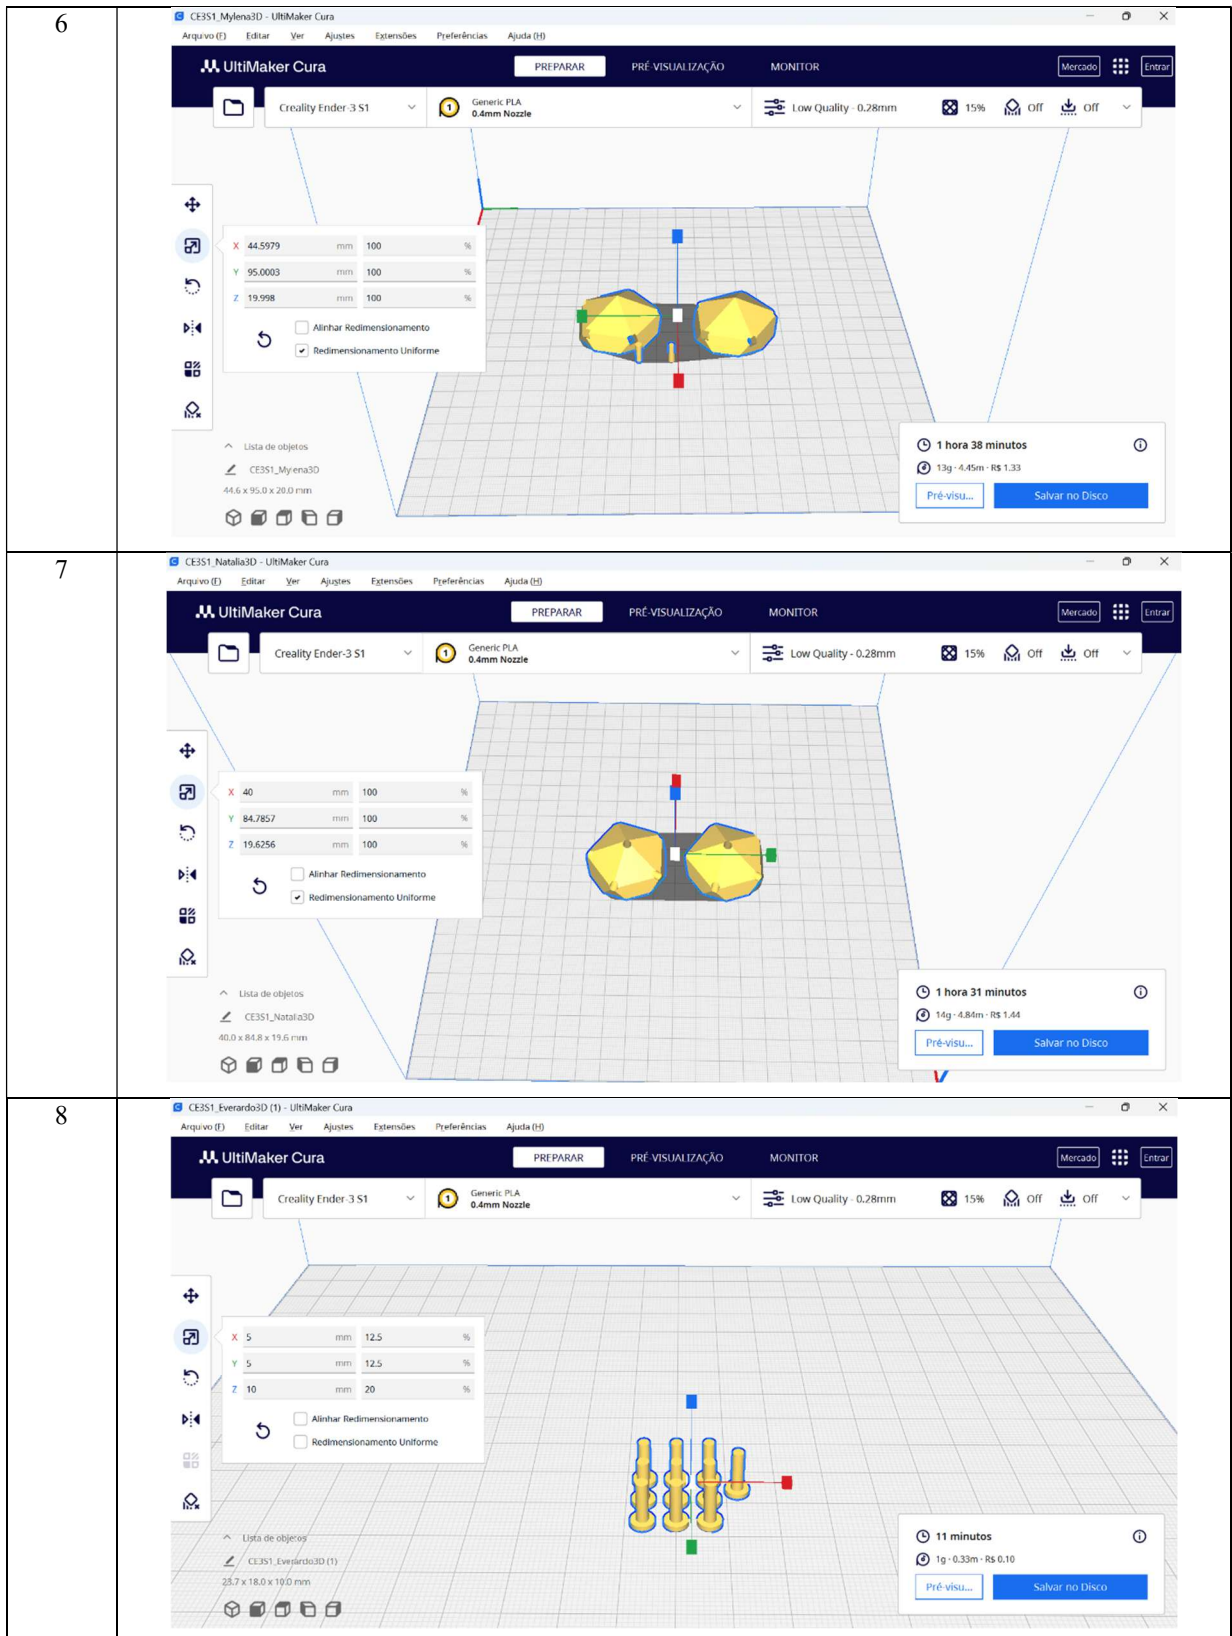 6
CE3S1_Mylena3D - UltiMaker Cura
Arquivo (F) Editar Ver Ajustes Extensões Preferências Ajuda (H)
UltiMaker Cura PREPARAR PRÉ-VISUALIZAÇÃO MONITOR Mercado Entrar
Creality Ender-3 S1 1 Generic PLA Low Quality - 0.28mm 15% Off Off
0.4mm Nozzle
X 44.5979 mm 100 %
Y 95.0003 mm 100 %
Z 19.998 mm 100 %
Alinhar Redimensionamento
Redimensionamento Uniforme
Lista de objetos
CE3S1_Mylena3D
44.6 x 95.0 x 20.0 mm
1 hora 38 minutos
13g · 4.45m · R$ 1.33
Pré-visu... Salvar no Disco
7
CE3S1_Natalia3D - UltiMaker Cura
Arquivo (F) Editar Ver Ajustes Extensões Preferências Ajuda (H)
UltiMaker Cura PREPARAR PRÉ-VISUALIZAÇÃO MONITOR Mercado Entrar
Creality Ender-3 S1 1 Generic PLA Low Quality - 0.28mm 15% Off Off
0.4mm Nozzle
X 40 mm 100 %
Y 84.7857 mm 100 %
Z 19.6256 mm 100 %
Alinhar Redimensionamento
Redimensionamento Uniforme
Lista de objetos
CE3S1_Natalia3D
40.0 x 84.8 x 19.6 mm
1 hora 31 minutos
14g · 4.84m · R$ 1.44
Pré-visu... Salvar no Disco
8
CE3S1_Everardo3D (1) - UltiMaker Cura
Arquivo (F) Editar Ver Ajustes Extensões Preferências Ajuda (H)
UltiMaker Cura PREPARAR PRÉ-VISUALIZAÇÃO MONITOR Mercado Entrar
Creality Ender-3 S1 1 Generic PLA Low Quality - 0.28mm 15% Off Off
0.4mm Nozzle
X 5 mm 12.5 %
Y 5 mm 12.5 %
Z 10 mm 20 %
Alinhar Redimensionamento
Redimensionamento Uniforme
Lista de objetos
CE3S1_Everardo3D (1)
23.7 x 18.0 x 10.0 mm
11 minutos
1g · 0.33m · R$ 0.10
Pré-visu... Salvar no Disco